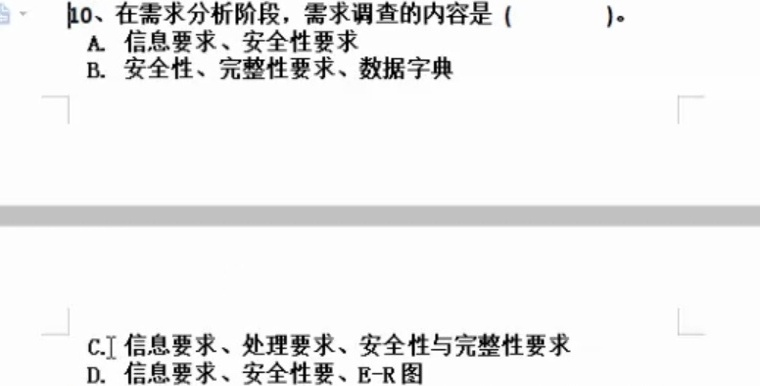 10、在需求分析阶段，需求调查的内容是（ ）。
A. 信息要求、安全性要求
B. 安全性、完整性要求、数据字典
C. 信息要求、处理要求、安全性与完整性要求
D. 信息要求、安全性要、E-R图